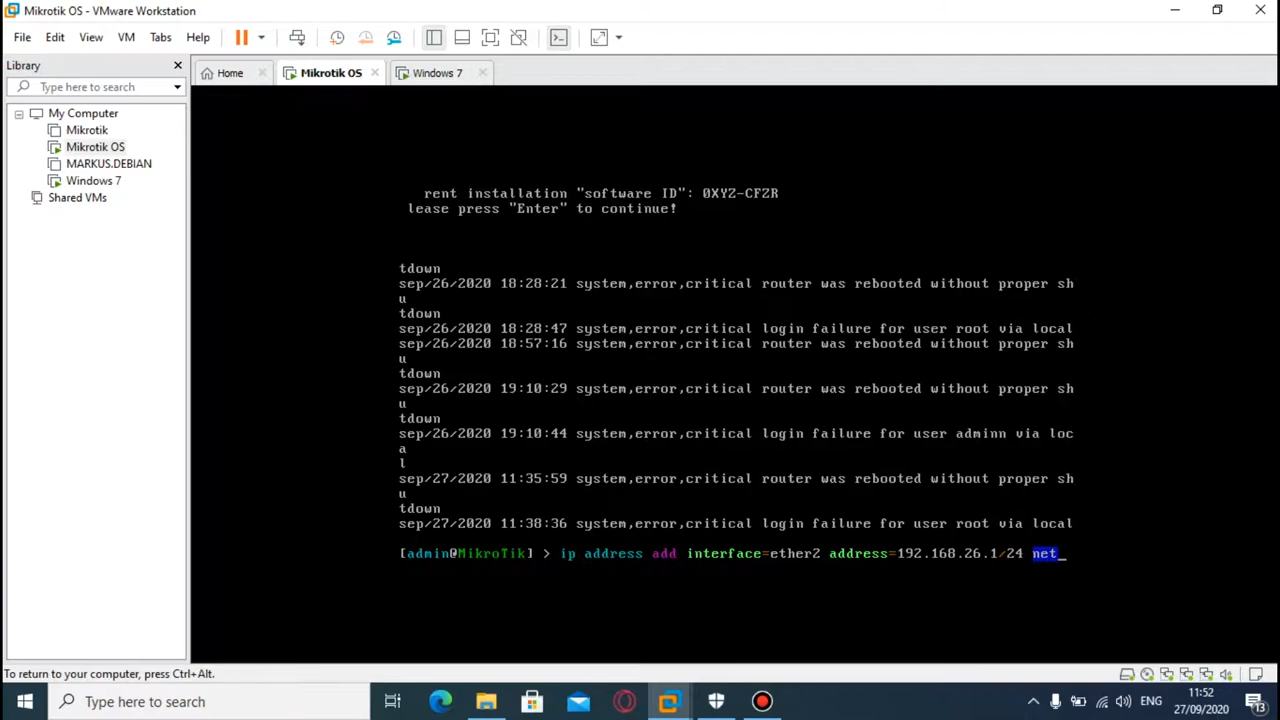 Mikrotik OS - VMware Workstation
File Edit View VM Tabs Help
Library
Type here to search
Home
Mikrotik OS
Windows 7
My Computer
Mikrotik
Mikrotik OS
MARKUS.DEBIAN
Windows 7
Shared VMs
rent installation "software ID": 0XYZ-CFZR
lease press "Enter" to continue!
tdown
sep/26/2020 18:28:21 system,error,critical router was rebooted without proper sh
u
tdown
sep/26/2020 18:28:47 system,error,critical login failure for user root via local
sep/26/2020 18:57:16 system,error,critical router was rebooted without proper sh
u
tdown
sep/26/2020 19:10:29 system,error,critical router was rebooted without proper sh
u
tdown
sep/26/2020 19:10:44 system,error,critical login failure for user adminn via loc
a
l
sep/27/2020 11:35:59 system,error,critical router was rebooted without proper sh
u
tdown
sep/27/2020 11:38:36 system,error,critical login failure for user root via local
[admin@MikroTik] > ip address add interface=ether2 address=192.168.26.1/24 net_
To return to your computer, press Ctrl+Alt.
Type here to search
ENG
11:52
27/09/2020
13